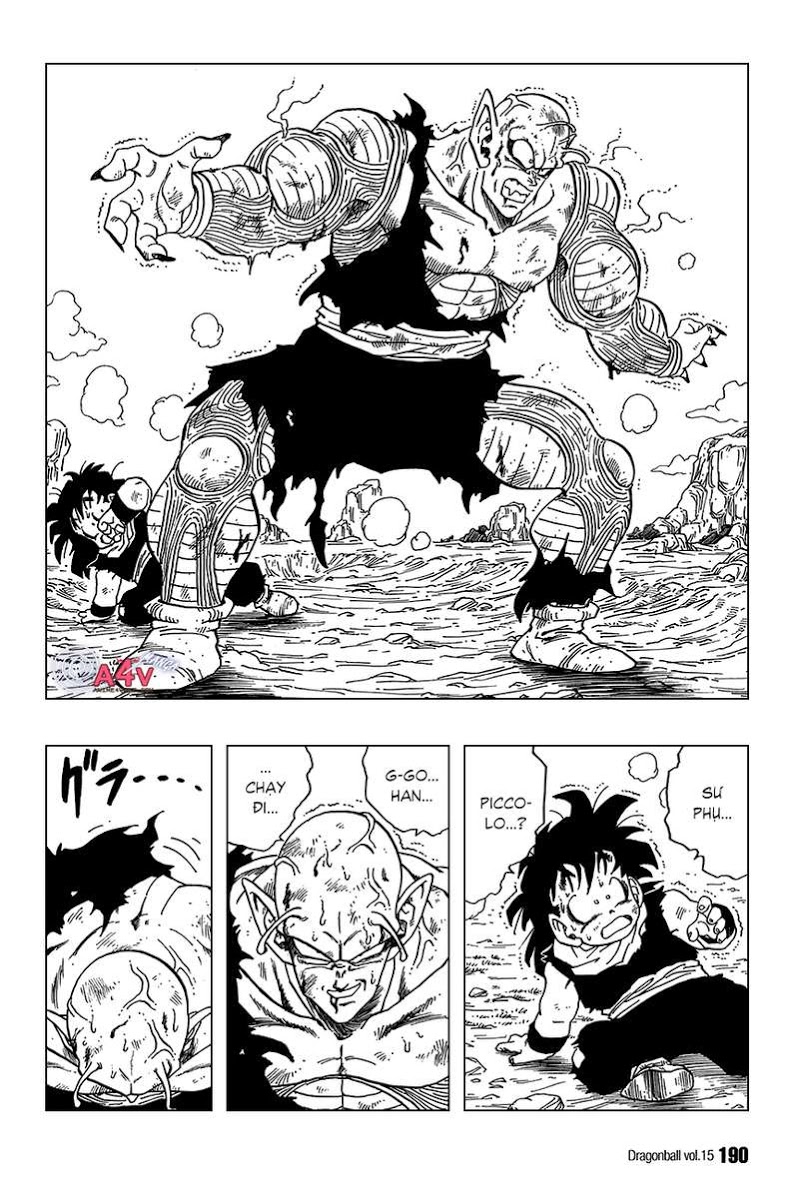 A4V
SƯ
PHỤ...
PICCO-
LO...?
G-GO...
HAN...
...
CHẠY
ĐI...
グラ・・・・
Dragonball vol.15 190